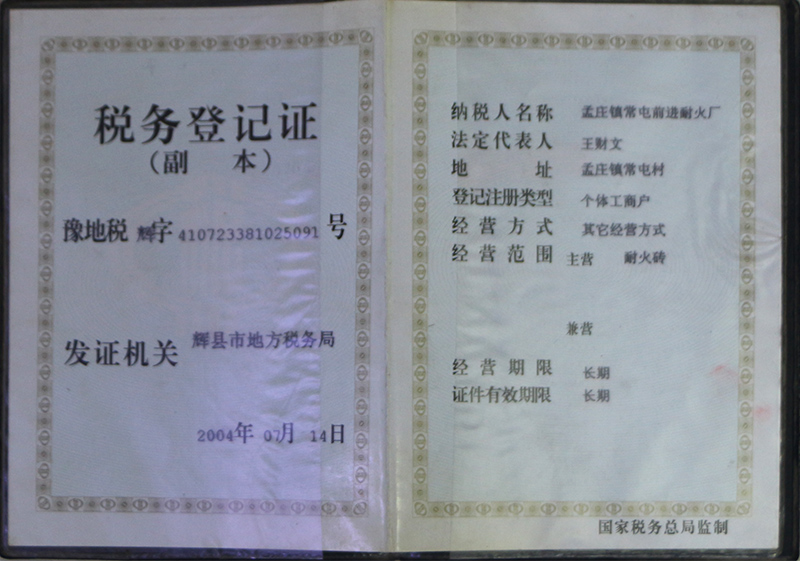 税务登记证
（副 本）
豫地税 辉字 410723381025091 号
发证机关 辉县市地方税务局
2004年 07月 14日
纳税人名称 孟庄镇常屯前进耐火厂
法定代表人 王财文
地 址 孟庄镇常屯村
登记注册类型 个体工商户
经营方式 其它经营方式
经营范围 主营 耐火砖
兼营
经营期限 长期
证件有效期限 长期
国家税务总局监制